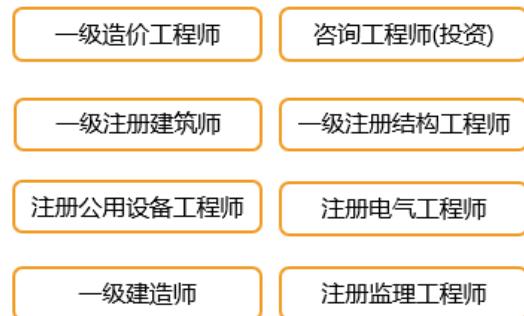 一级造价工程师
咨询工程师(投资)
一级注册建筑师
一级注册结构工程师
注册公用设备工程师
注册电气工程师
一级建造师
注册监理工程师